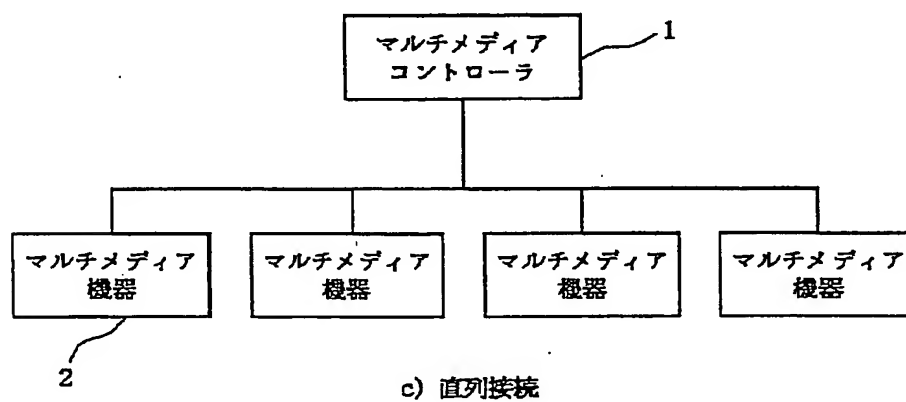 マルチメディア
コントローラ
1
マルチメディア
機器
マルチメディア
機器
マルチメディア
機器
マルチメディア
機器
2
c) 直列接続